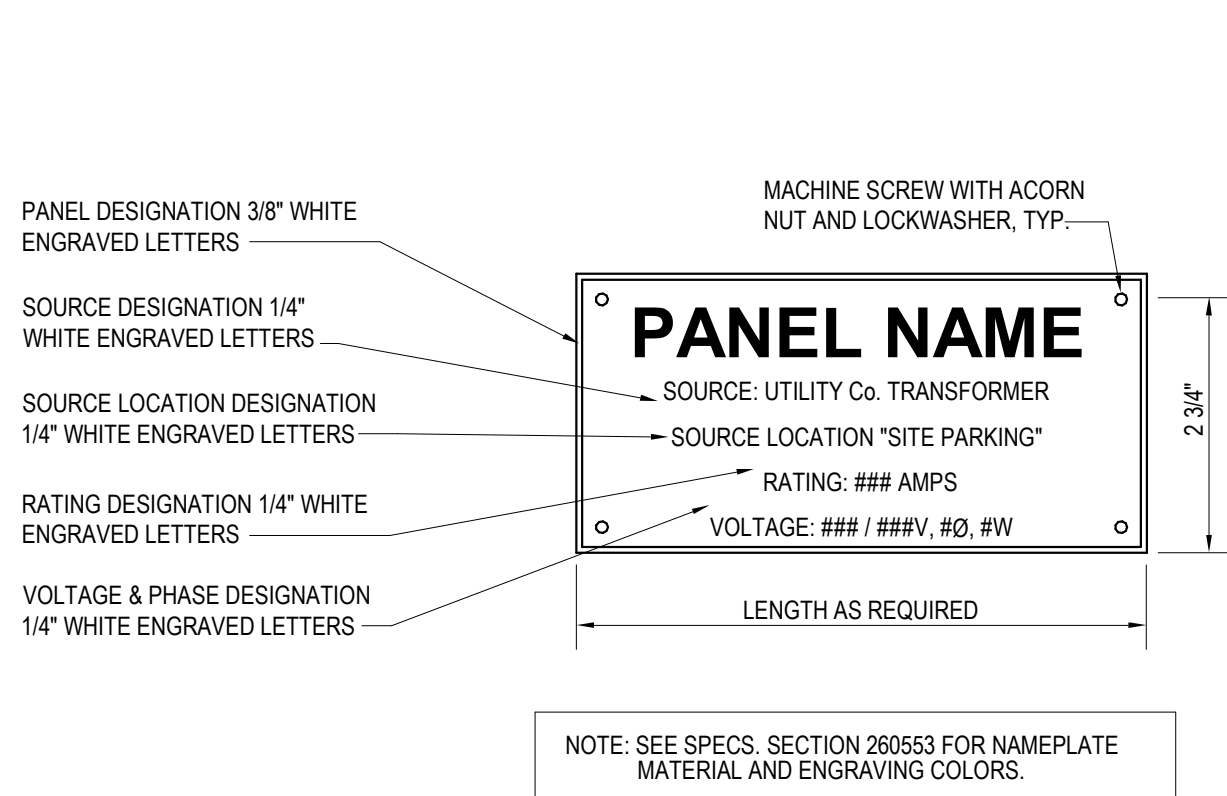 PANEL DESIGNATION 3/8" WHITE
ENGRAVED LETTERS
SOURCE DESIGNATION 1/4"
WHITE ENGRAVED LETTERS
SOURCE LOCATION DESIGNATION
1/4" WHITE ENGRAVED LETTERS
RATING DESIGNATION 1/4" WHITE
ENGRAVED LETTERS
VOLTAGE & PHASE DESIGNATION
1/4" WHITE ENGRAVED LETTERS
MACHINE SCREW WITH ACORN
NUT AND LOCKWASHER, TYP.
PANEL NAME
SOURCE: UTILITY Co. TRANSFORMER
SOURCE LOCATION "SITE PARKING"
RATING: ### AMPS
VOLTAGE: ### / ###V, #Ø, #W
2 3/4"
LENGTH AS REQUIRED
NOTE: SEE SPECS. SECTION 260553 FOR NAMEPLATE
MATERIAL AND ENGRAVING COLORS.